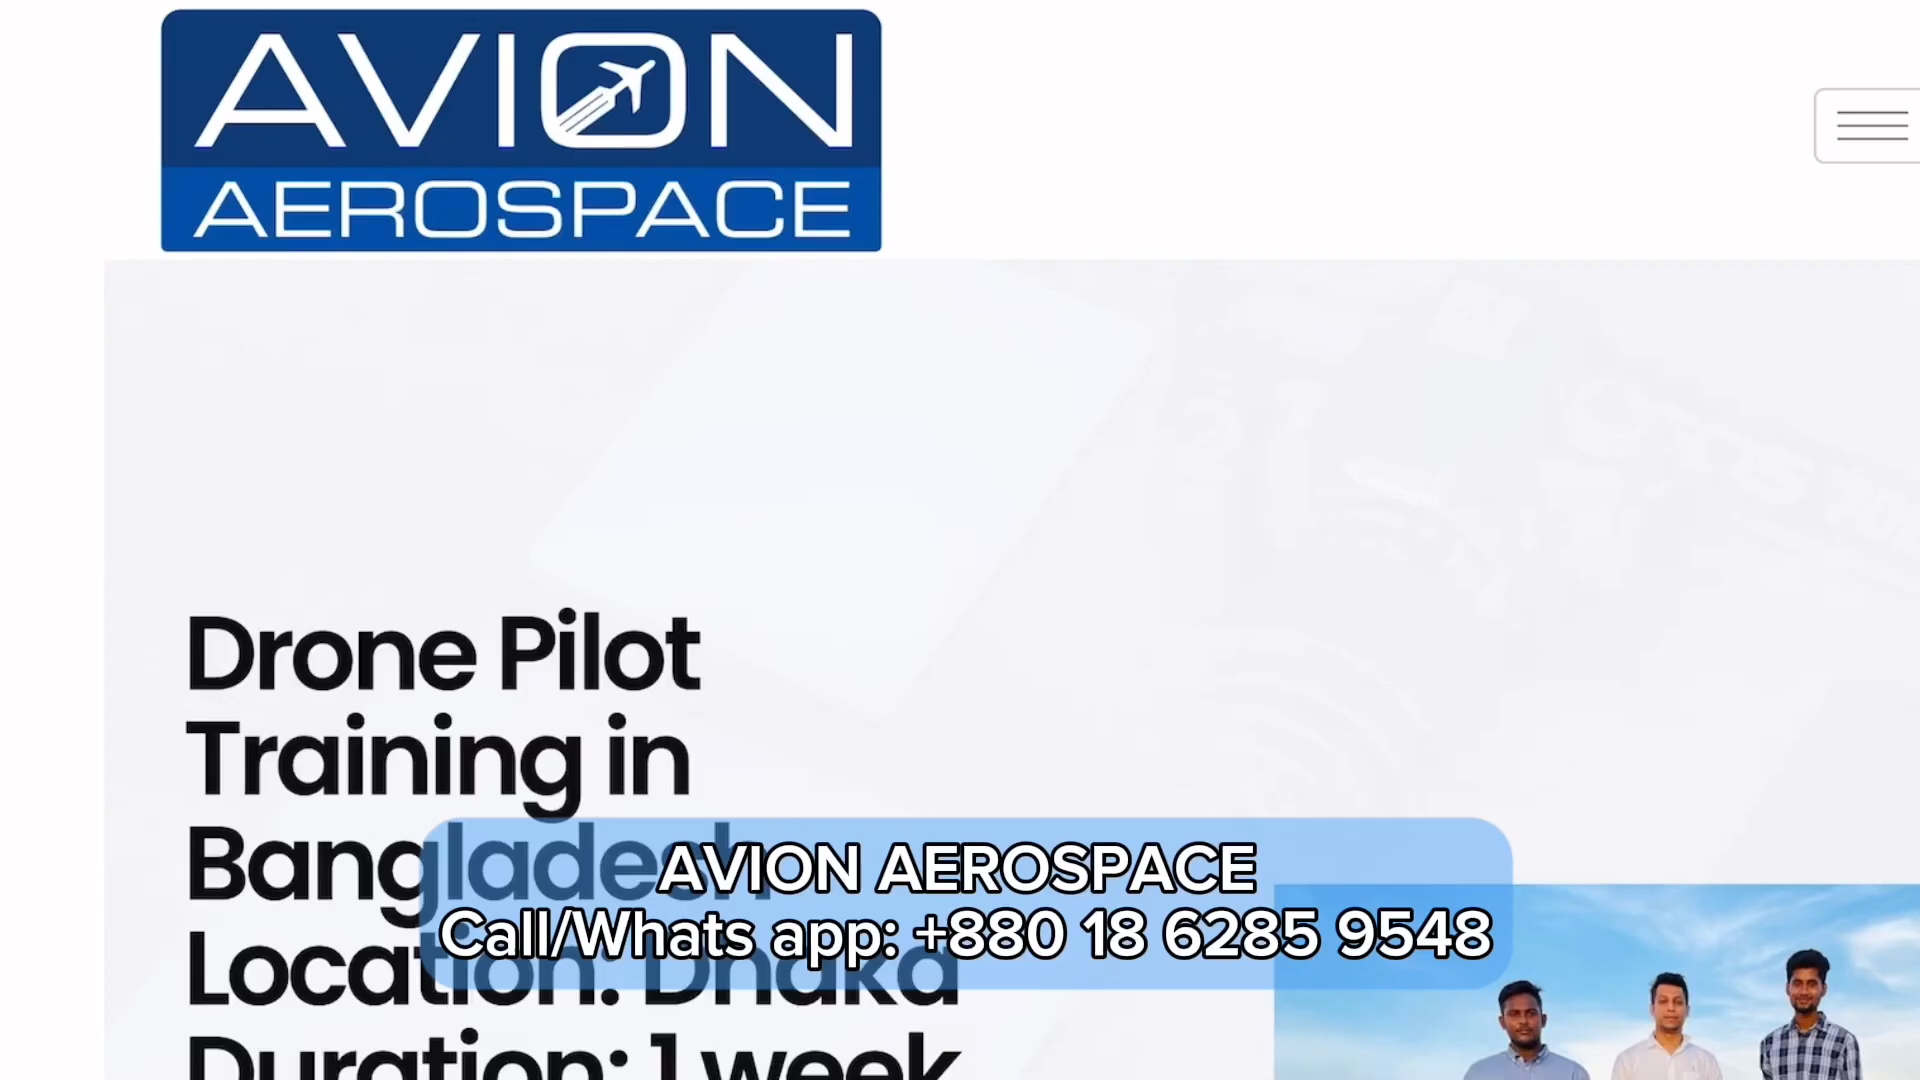 AVION
AEROSPACE
Drone Pilot
Training in
Bangladesh
Location: Dhaka
Duration: 1 week
AVION AEROSPACE
Call/Whats app: +880 18 6285 9548